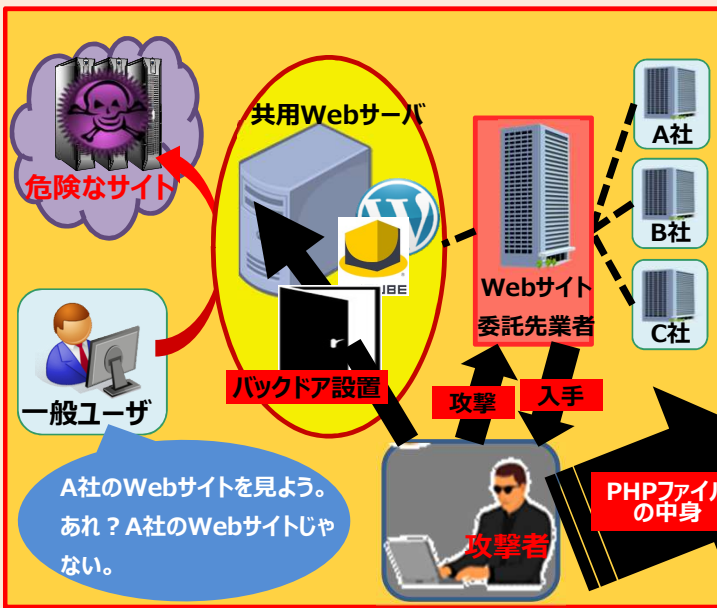 共用Webサーバ
危険なサイト
UBE
A社
B社
C社
Webサイト
委託先業者
バックドア設置
攻撃
入手
一般ユーザ
A社のWebサイトを見よう。
あれ？A社のWebサイトじゃ
ない。
攻撃者
PHPファイル
の中身